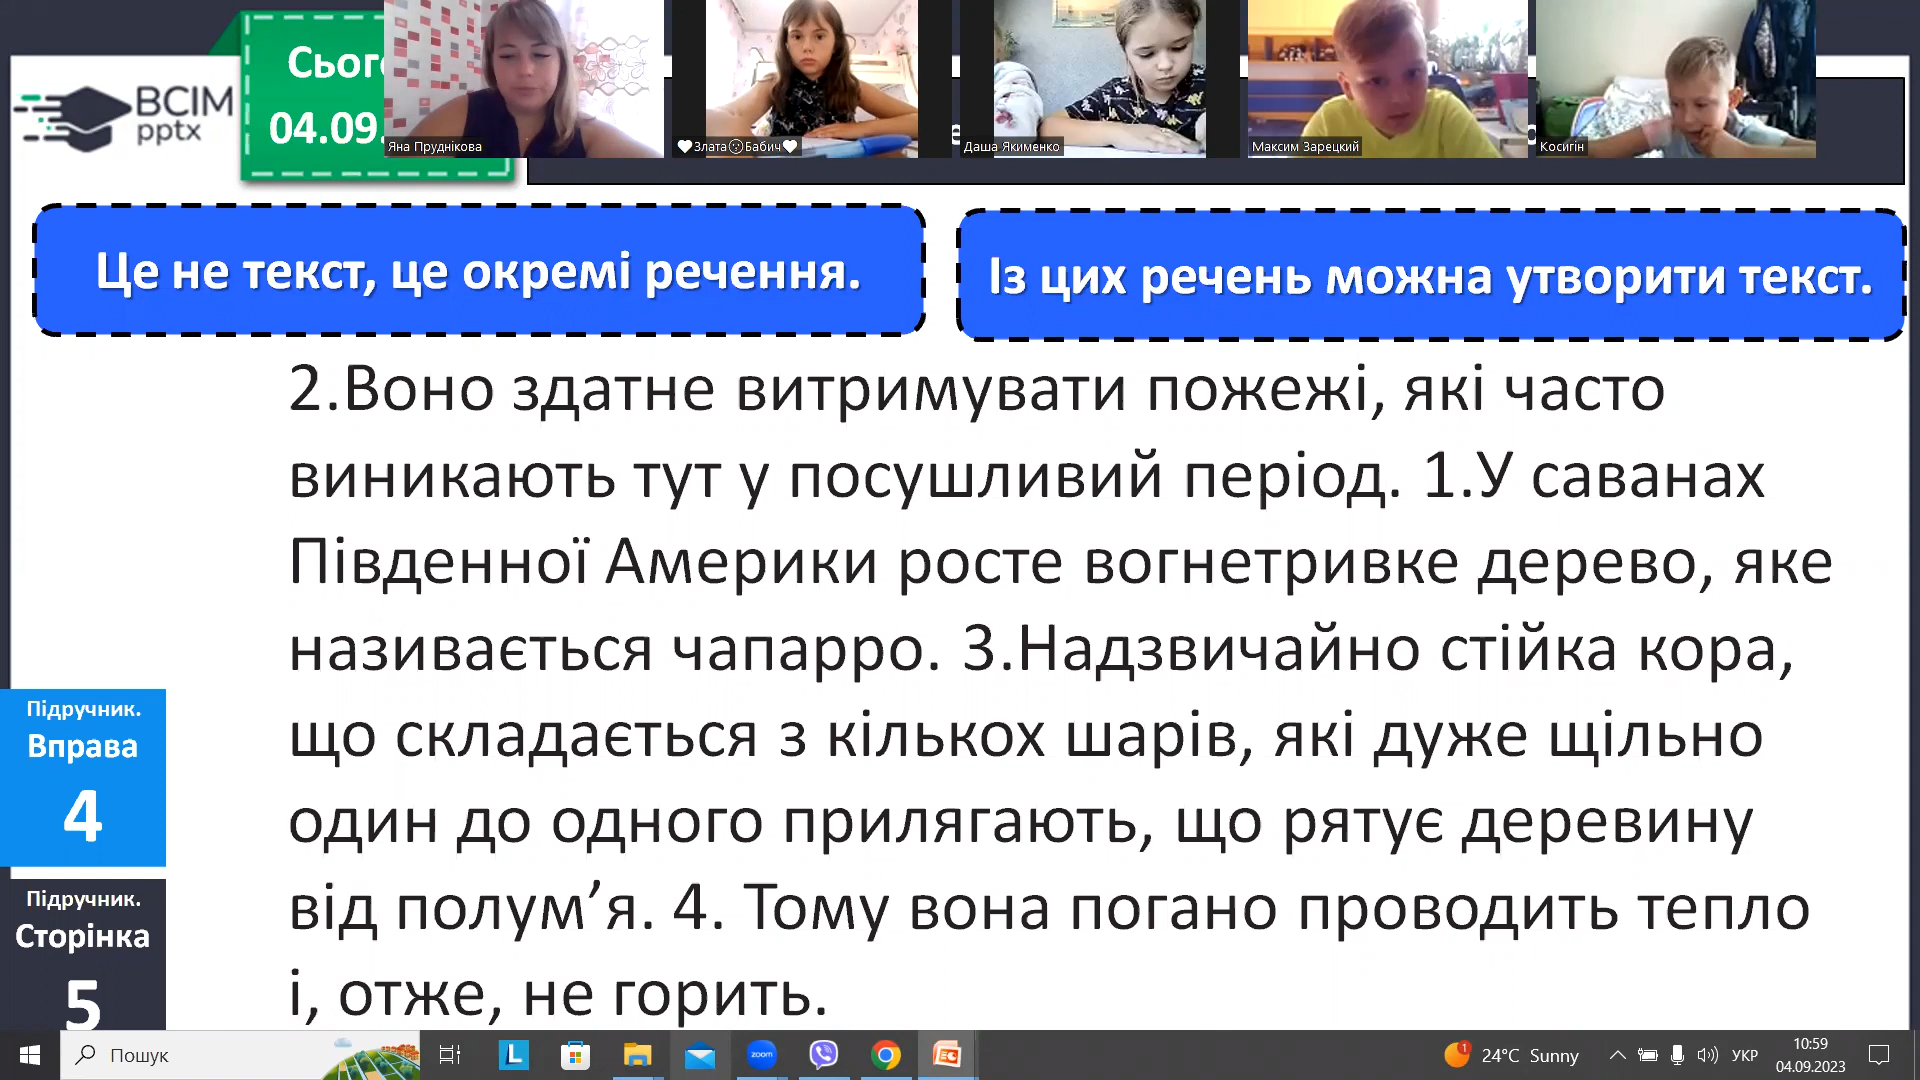 ВСІМ
pptx
Сього
04.09.
Яна Пруднікова
Злата Бабич
Даша Якименко
Максим Зарецкий
Косигін
Це не текст, це окремі речення.
Із цих речень можна утворити текст.
2.Воно здатне витримувати пожежі, які часто
виникають тут у посушливий період. 1.У саванах
Південної Америки росте вогнетривке дерево, яке
називається чапарро. 3.Надзвичайно стійка кора,
що складається з кількох шарів, які дуже щільно
один до одного прилягають, що рятує деревину
від полум’я. 4. Тому вона погано проводить тепло
і, отже, не горить.
Підручник.
Вправа
4
Підручник.
Сторінка
5
Пошук
L
zoom
1
24°C Sunny
УКР
10:59
04.09.2023